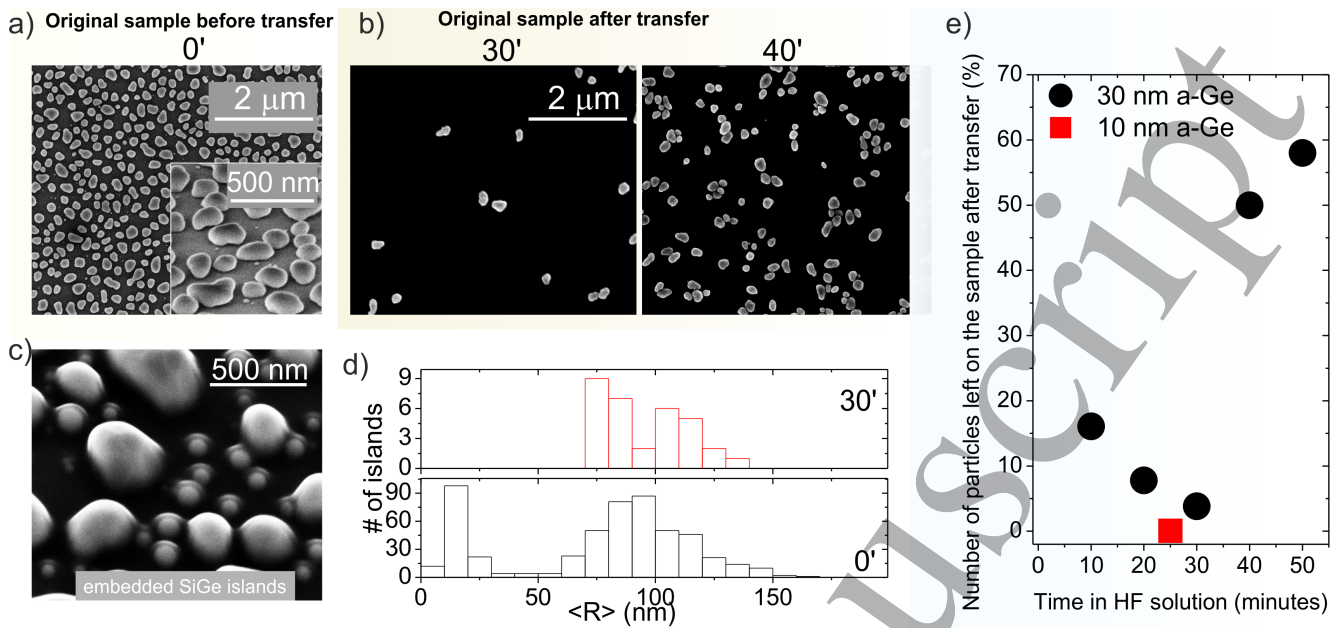 a) Original sample before transfer
0'
2 μm
500 nm
b) Original sample after transfer
30' 40'
2 μm
c)
500 nm
embedded SiGe islands
d)
# of islands
9
6
3
0
30'
90
60
30
0
0'
0 50 100 150
<R> (nm)
e)
Number of particles left on the sample after transfer (%)
70
60
50
40
30
20
10
0
30 nm a-Ge
10 nm a-Ge
0 10 20 30 40 50
Time in HF solution (minutes)
uscript